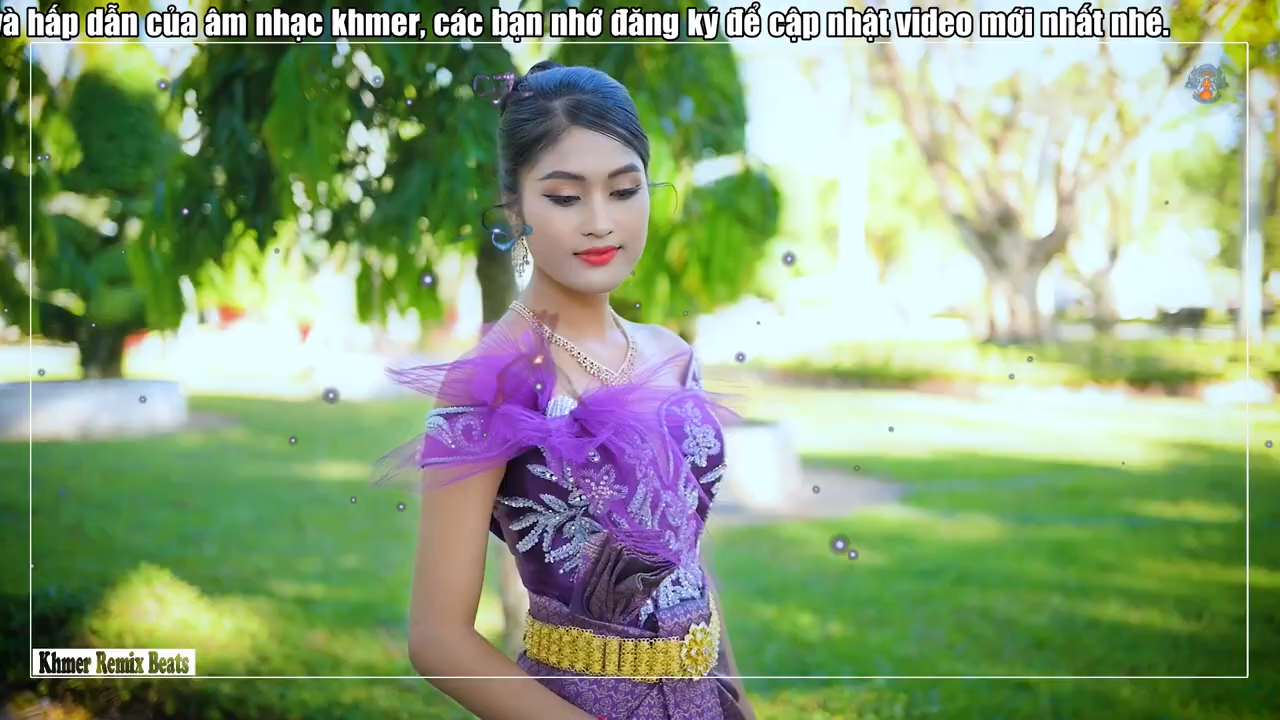 và hấp dẫn của âm nhạc khmer, các bạn nhớ đăng ký để cập nhật video mới nhất nhé.
Khmer Remix Beats